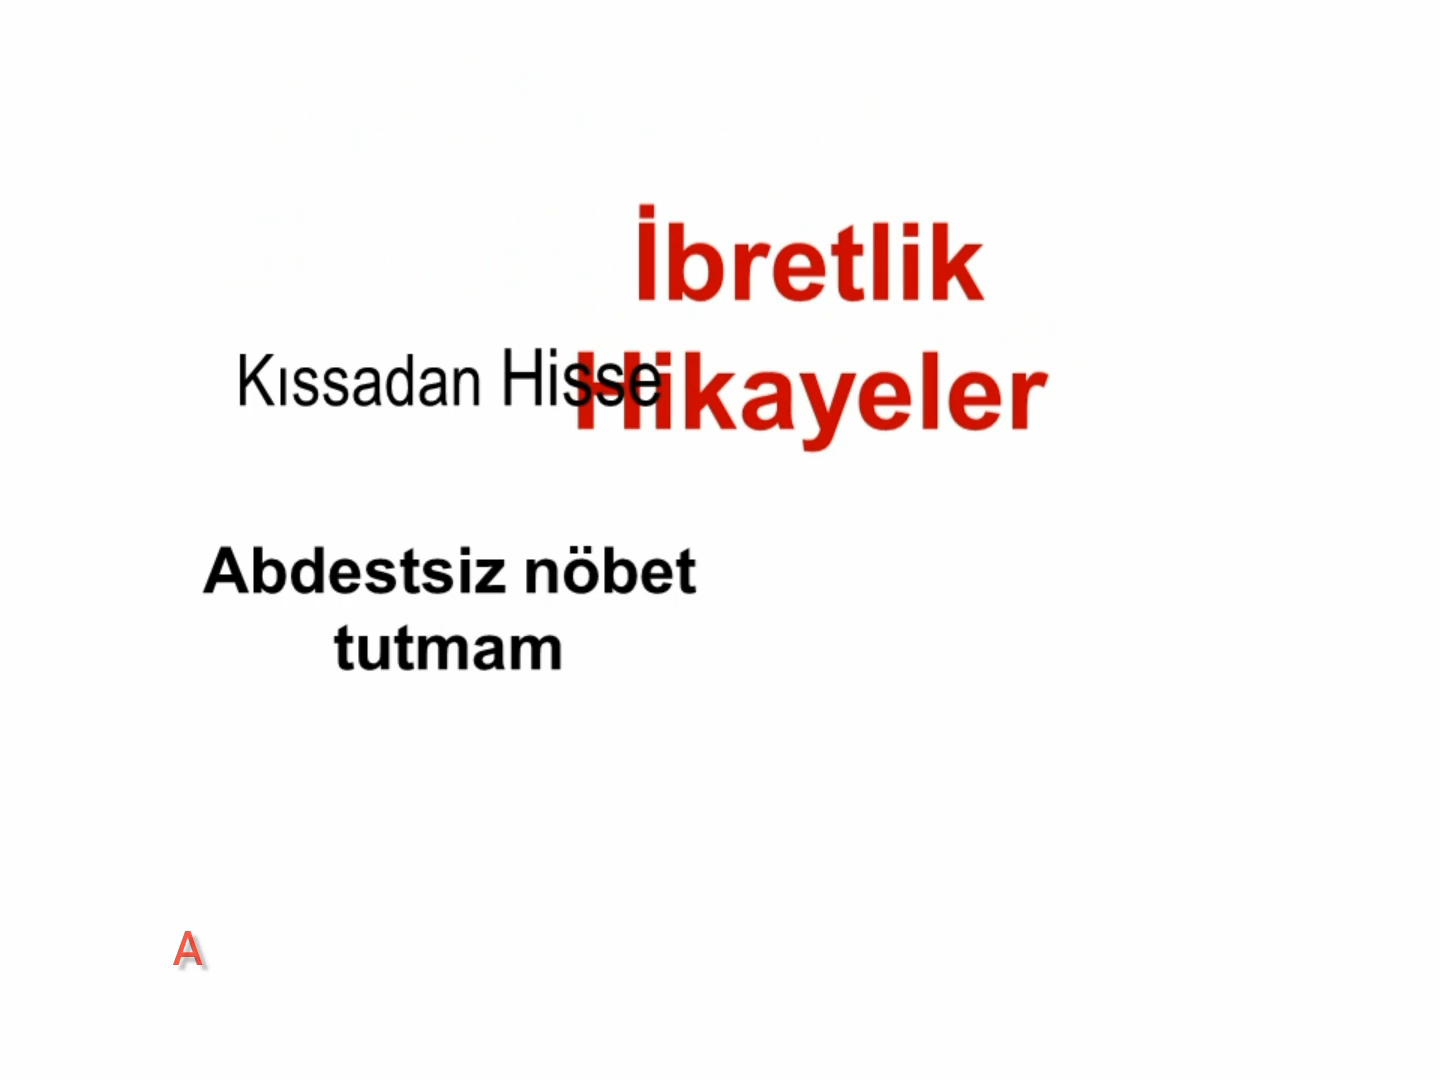 İbretlik
Hikayeler
Kıssadan Hisse
Abdestsiz nöbet
tutmam
A